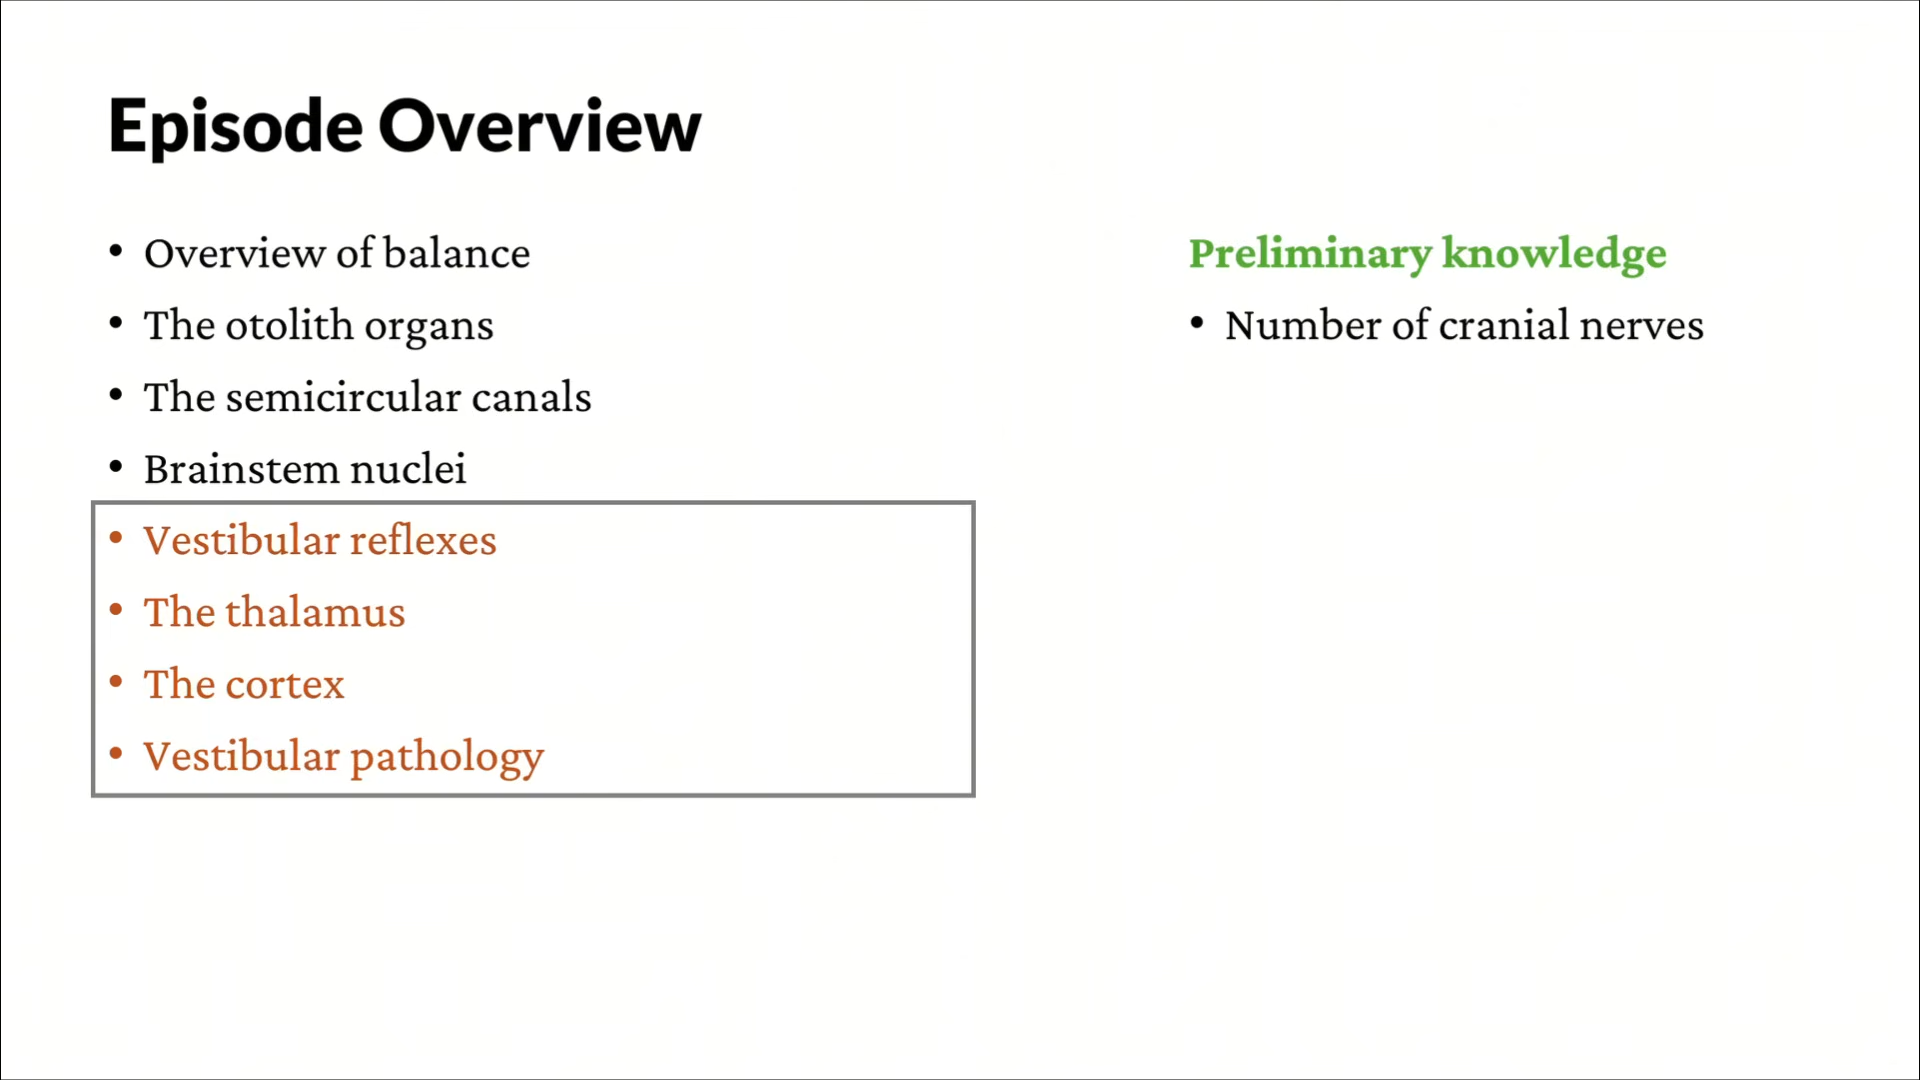 Episode Overview
• Overview of balance
• The otolith organs
• The semicircular canals
• Brainstem nuclei
• Vestibular reflexes
• The thalamus
• The cortex
• Vestibular pathology
Preliminary knowledge
• Number of cranial nerves